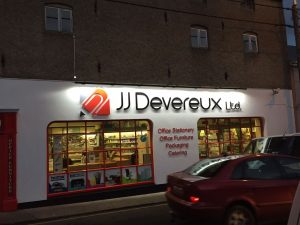 JJ Devereux Ltd.
Office Stationery
Office Furniture
Packaging
Catering